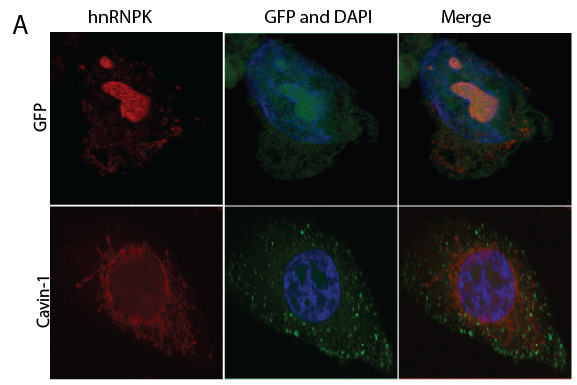 A
hnRNPK
GFP and DAPI
Merge
GFP
Cavin-1